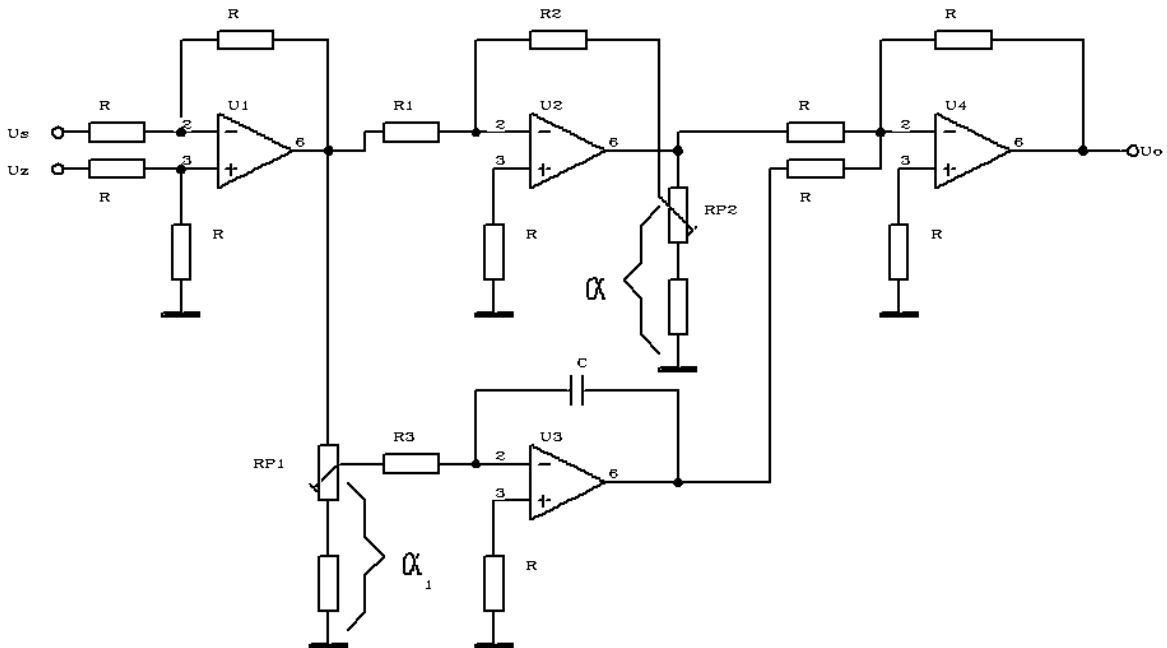 R R2 R
R U1 R1 U2 R U4
Us 2 − 2 − 2 −
6 6 6 Uo
Uz 3 + 3 + 3 +
R R
R R RP2 R
α
C
RP1 R3 U3
2 −
6
3 +
α1 R